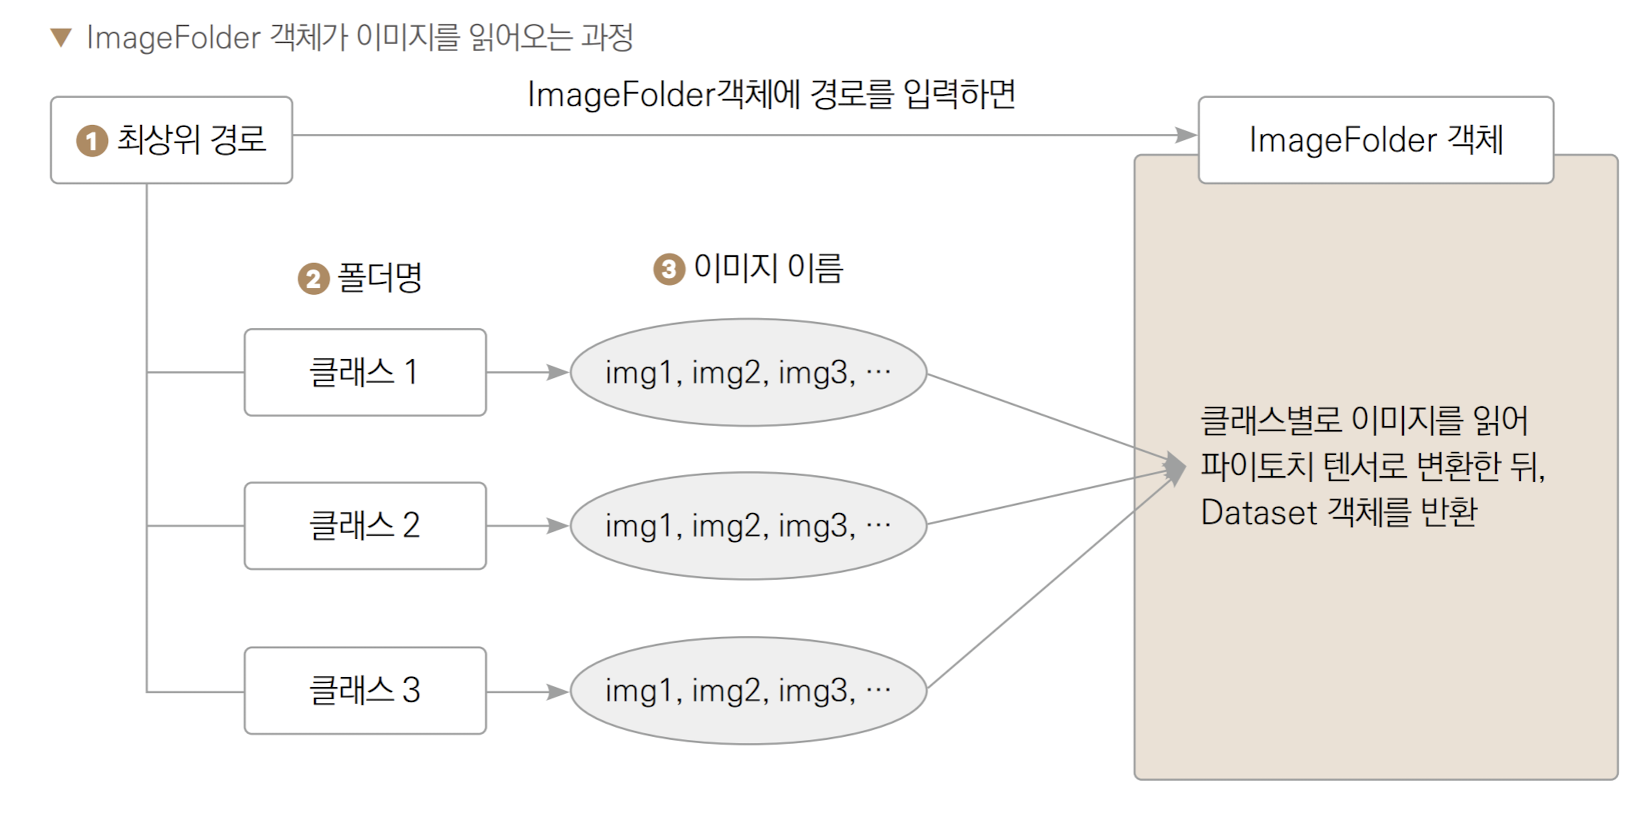 ▼ ImageFolder 객체가 이미지를 읽어오는 과정
ImageFolder객체에 경로를 입력하면
1 최상위 경로
ImageFolder 객체
2 폴더명
3 이미지 이름
클래스 1
img1, img2, img3, …
클래스 2
img1, img2, img3, …
클래스 3
img1, img2, img3, …
클래스별로 이미지를 읽어
파이토치 텐서로 변환한 뒤,
Dataset 객체를 반환